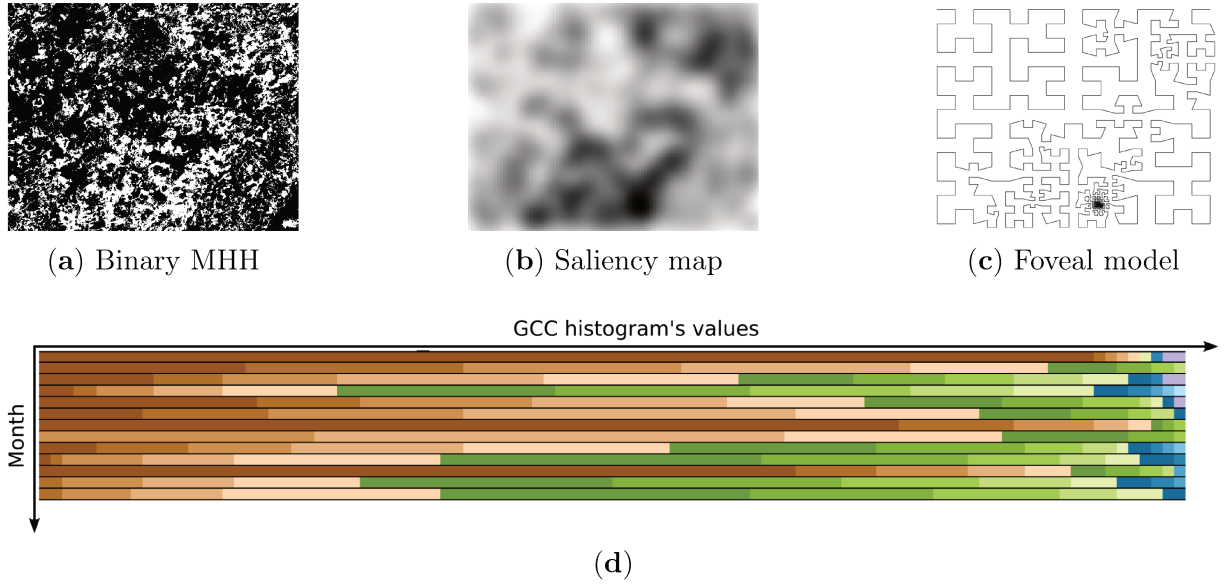 (a) Binary MHH
(b) Saliency map
(c) Foveal model
GCC histogram's values
Month
(d)